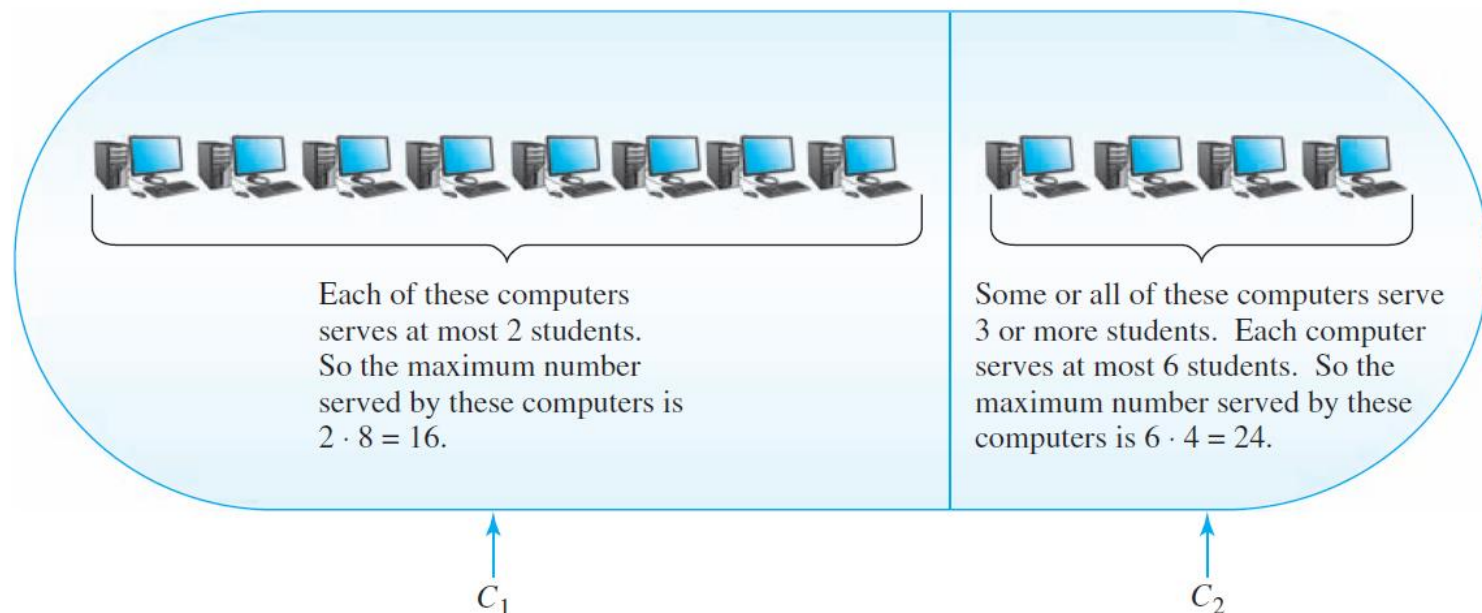 Each of these computers
serves at most 2 students.
So the maximum number
served by these computers is
2 · 8 = 16.
Some or all of these computers serve
3 or more students.  Each computer
serves at most 6 students.  So the
maximum number served by these
computers is 6 · 4 = 24.
C₁
C₂